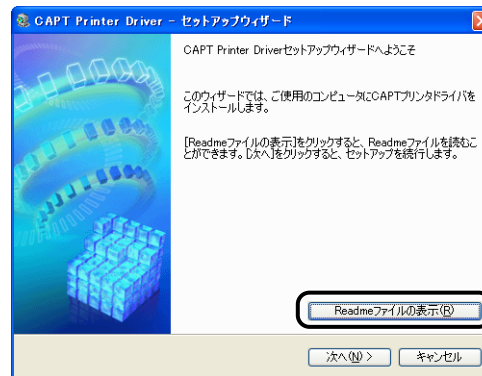 CAPT Printer Driver - セットアップウィザード
CAPT Printer Driverセットアップウィザードへようこそ
このウィザードでは、ご使用のコンピュータにCAPTプリンタドライバを
インストールします。
[Readmeファイルの表示]をクリックすると、Readmeファイルを読むこ
とができます。[次へ]をクリックすると、セットアップを続行します。
Readmeファイルの表示(R)
次へ(N) >
キャンセル